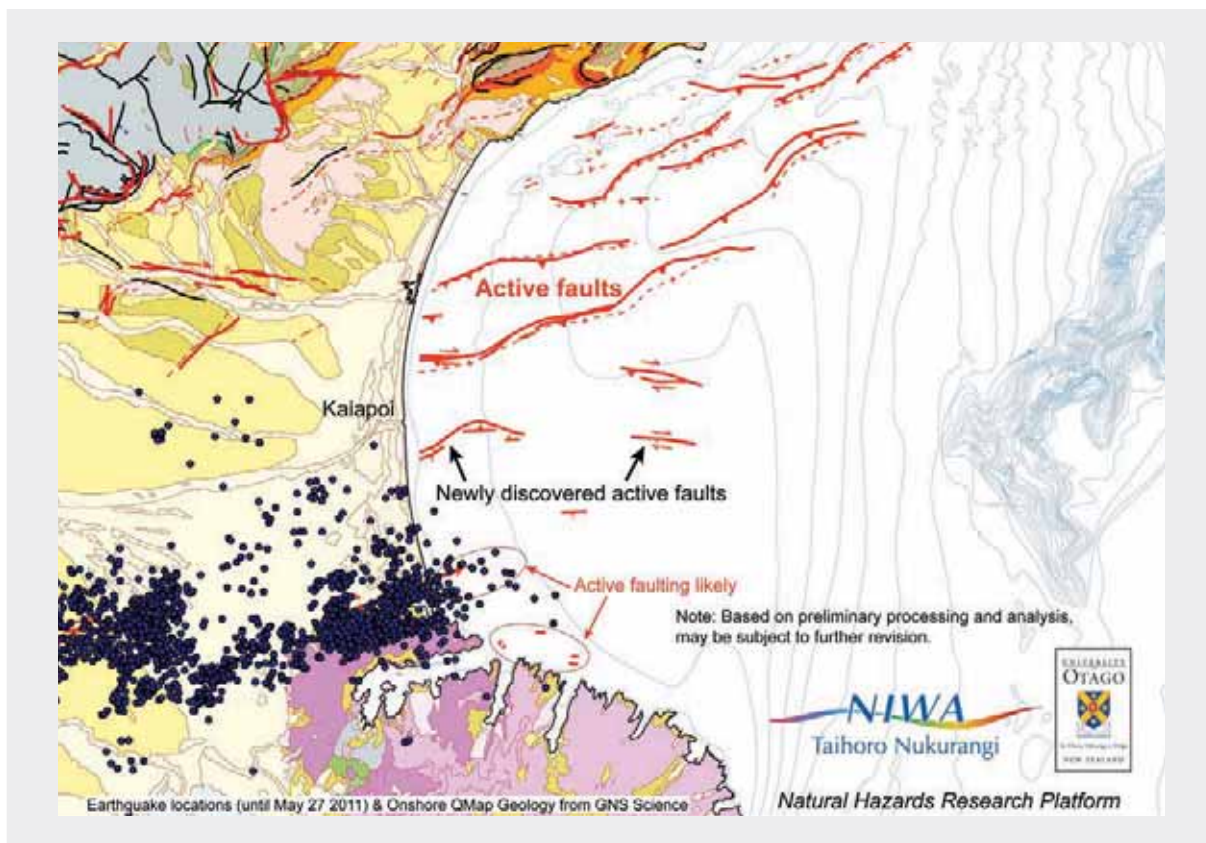 Active faults
Kaiapoi
Newly discovered active faults
Active faulting likely
Note: Based on preliminary processing and analysis,
may be subject to further revision.
NIWA
Taihoro Nukurangi
UNIVERSITY
OTAGO
NEW ZEALAND
Earthquake locations (until May 27 2011) & Onshore QMap Geology from GNS Science
Natural Hazards Research Platform